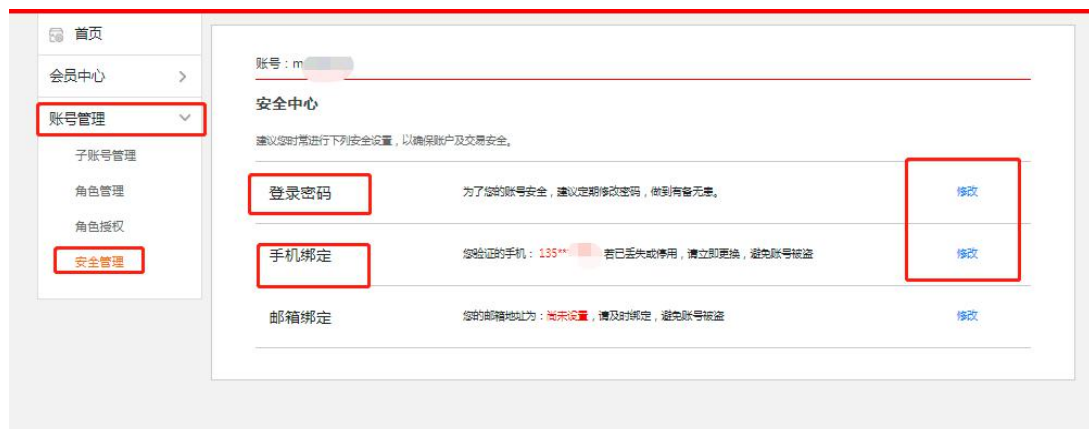 首页
会员中心
账号管理
子账号管理
角色管理
角色授权
安全管理
账号：m
安全中心
建议您时常进行下列安全设置，以确保账户及交易安全。
登录密码 为了您的账号安全，建议定期修改密码，做到有备无患。 修改
手机绑定 您验证的手机： 135** 若已丢失或停用，请立即更换，避免账号被盗 修改
邮箱绑定 您的邮箱地址为：尚未设置，请及时绑定，避免账号被盗 修改